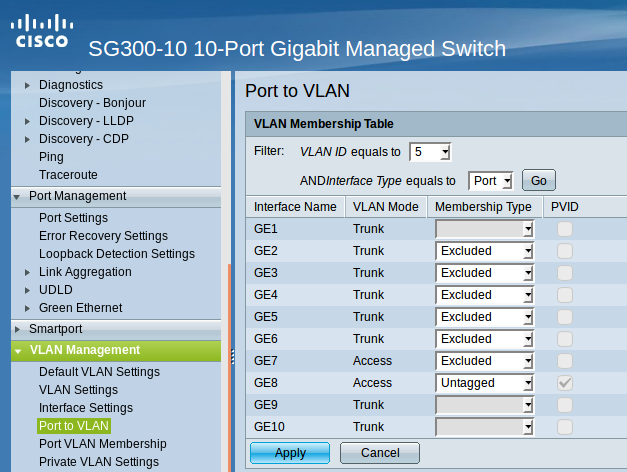 CISCO
SG300-10 10-Port Gigabit Managed Switch
Diagnostics
Discovery - Bonjour
Discovery - LLDP
Discovery - CDP
Ping
Traceroute
Port Management
Port Settings
Error Recovery Settings
Loopback Detection Settings
Link Aggregation
UDLD
Green Ethernet
Smartport
VLAN Management
Default VLAN Settings
VLAN Settings
Interface Settings
Port to VLAN
Port VLAN Membership
Private VLAN Settings
Port to VLAN
VLAN Membership Table
Filter: VLAN ID equals to 5
ANDInterface Type equals to Port Go
Interface Name VLAN Mode Membership Type PVID
GE1 Trunk
GE2 Trunk Excluded
GE3 Trunk Excluded
GE4 Trunk Excluded
GE5 Trunk Excluded
GE6 Trunk Excluded
GE7 Access Excluded
GE8 Access Untagged
GE9 Trunk
GE10 Trunk
Apply Cancel